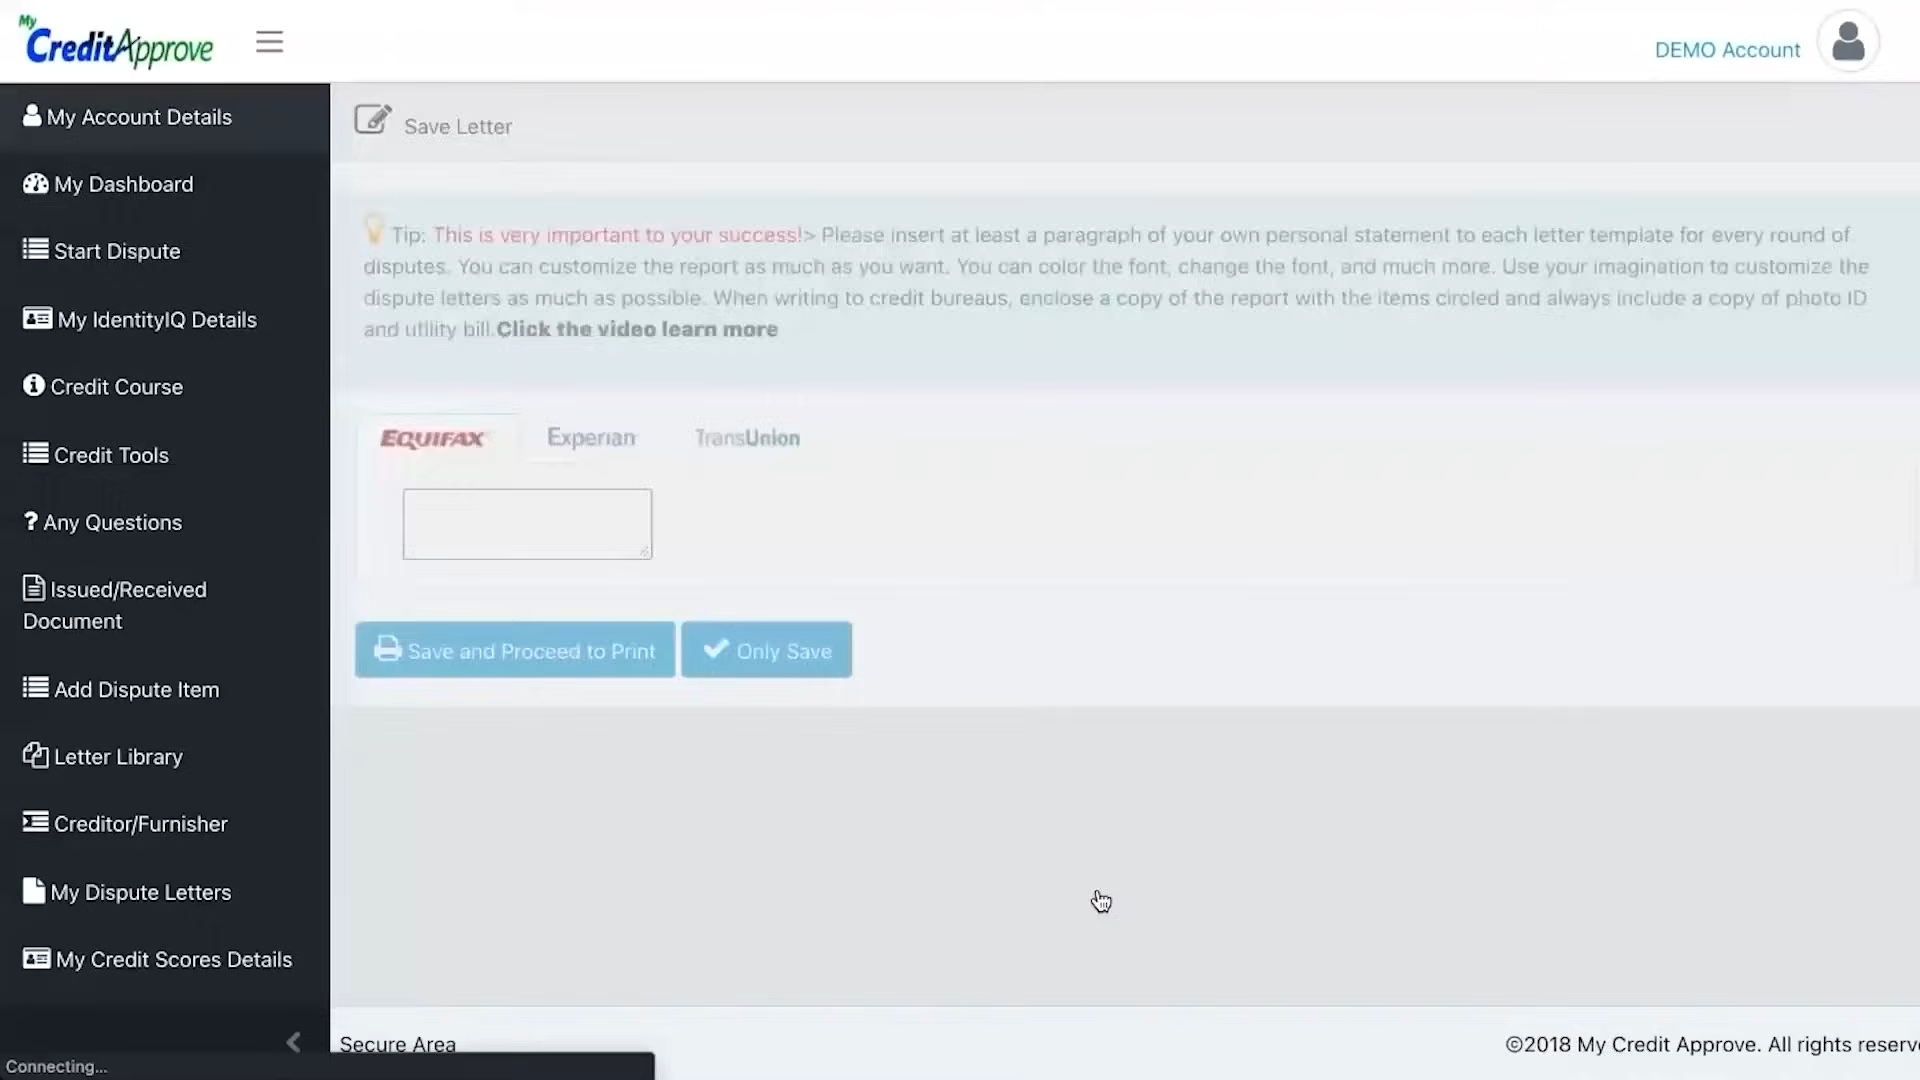 My
CreditApprove
DEMO Account
My Account Details
My Dashboard
Start Dispute
My IdentityIQ Details
Credit Course
Credit Tools
? Any Questions
Issued/Received
Document
Add Dispute Item
Letter Library
Creditor/Furnisher
My Dispute Letters
My Credit Scores Details
Connecting...
Save Letter
Tip: This is very important to your success!> Please insert at least a paragraph of your own personal statement to each letter template for every round of
disputes. You can customize the report as much as you want. You can color the font, change the font, and much more. Use your imagination to customize the
dispute letters as much as possible. When writing to credit bureaus, enclose a copy of the report with the items circled and always include a copy of photo ID
and utility bill.Click the video learn more
EQUIFAX Experian TransUnion
Save and Proceed to Print Only Save
Secure Area ©2018 My Credit Approve. All rights reserv